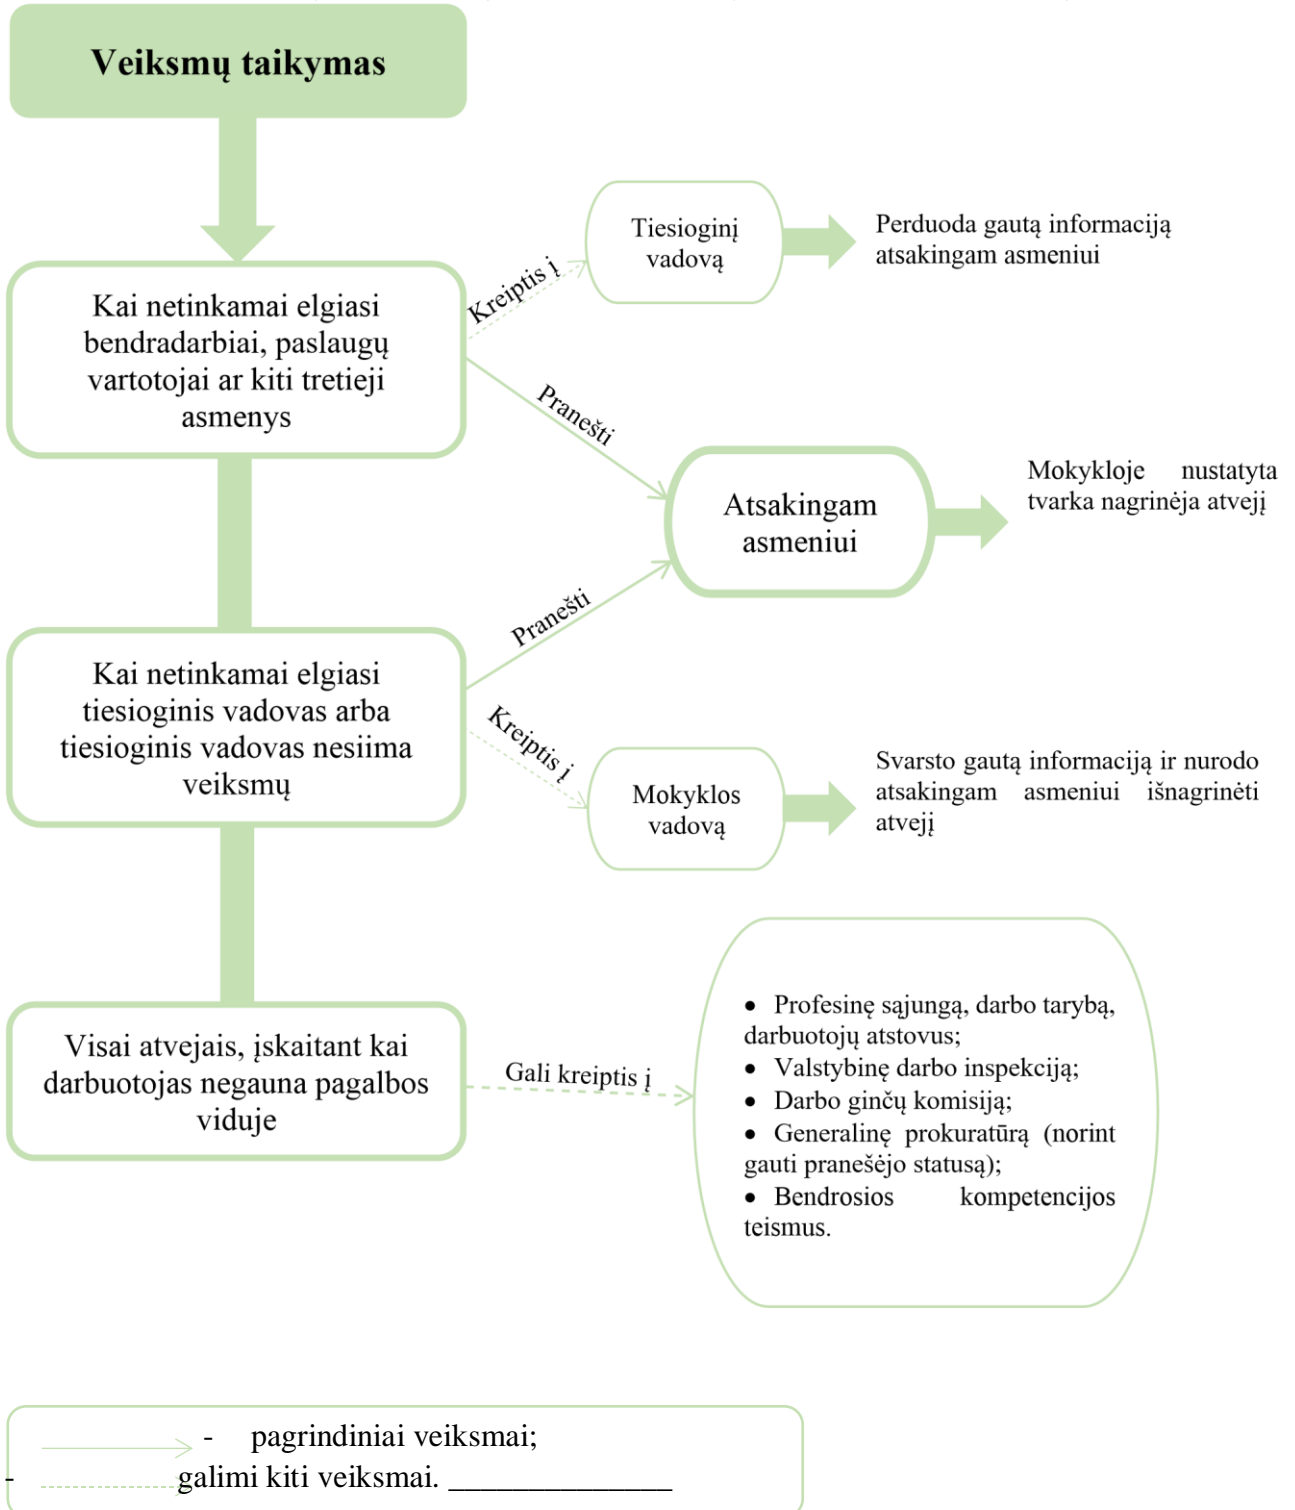 Veiksmų taikymas
Tiesioginį
vadovą
Perduoda gautą informaciją
atsakingam asmeniui
Kreiptis į
Kai netinkamai elgiasi
bendradarbiai, paslaugų
vartotojai ar kiti tretieji
asmenys
Pranešti
Atsakingam
asmeniui
Mokykloje nustatyta
tvarka nagrinėja atvejį
Pranešti
Kai netinkamai elgiasi
tiesioginis vadovas arba
tiesioginis vadovas nesiima
veiksmų
Kreiptis į
Mokyklos
vadovą
Svarsto gautą informaciją ir nurodo
atsakingam asmeniui išnagrinėti
atvejį
Visai atvejais, įskaitant kai
darbuotojas negauna pagalbos
viduje
Gali kreiptis į
• Profesinę sąjungą, darbo tarybą,
darbuotojų atstovus;
• Valstybinę darbo inspekciją;
• Darbo ginčų komisiją;
• Generalinę prokuratūrą (norint
gauti pranešėjo statusą);
• Bendrosios kompetencijos
teismus.
- pagrindiniai veiksmai;
- galimi kiti veiksmai. ______________